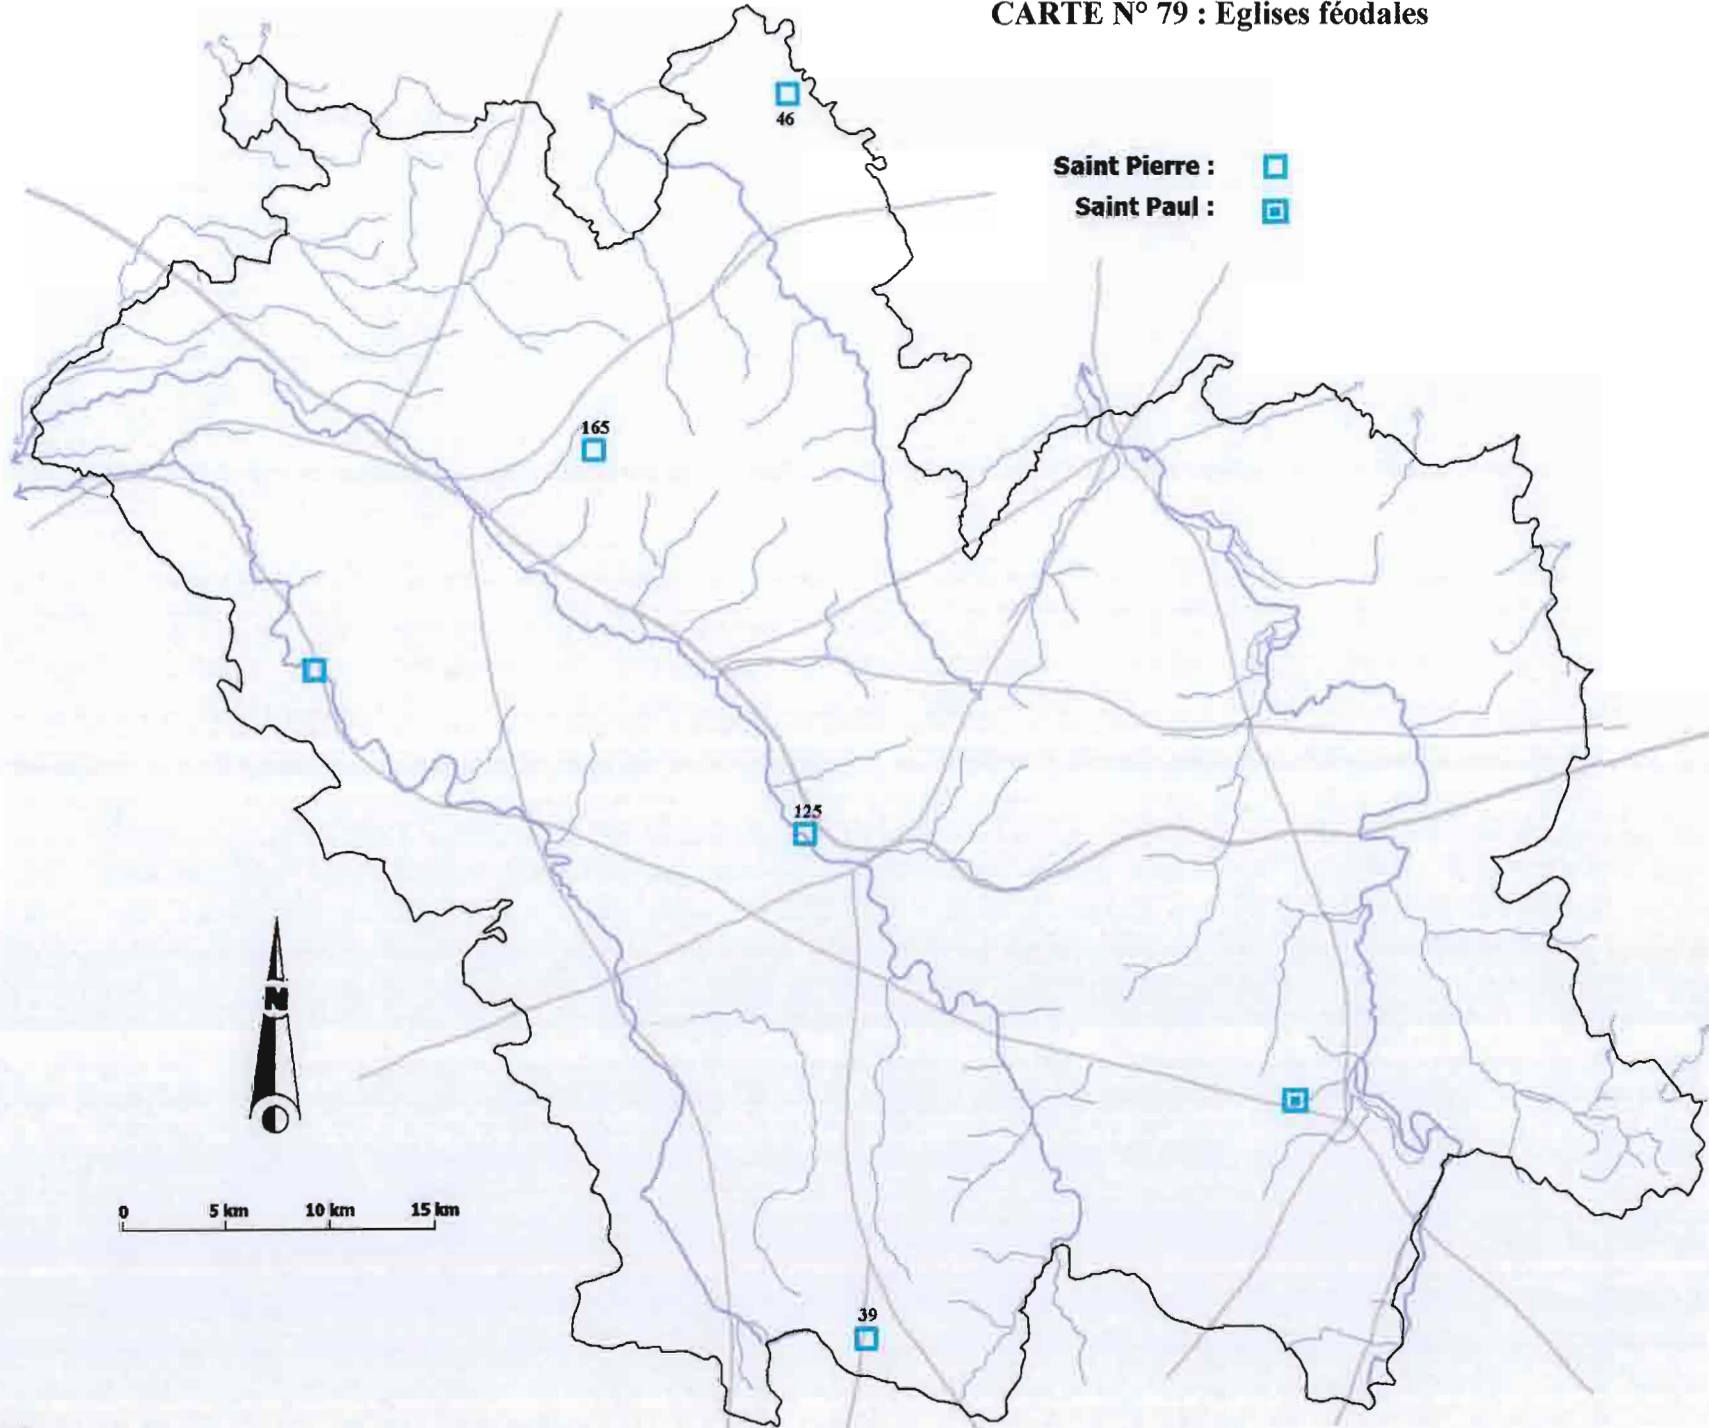 CARTE N° 79 : Eglises féodales
46
Saint Pierre :
Saint Paul :
165
125
N
0 5 km 10 km 15 km
39